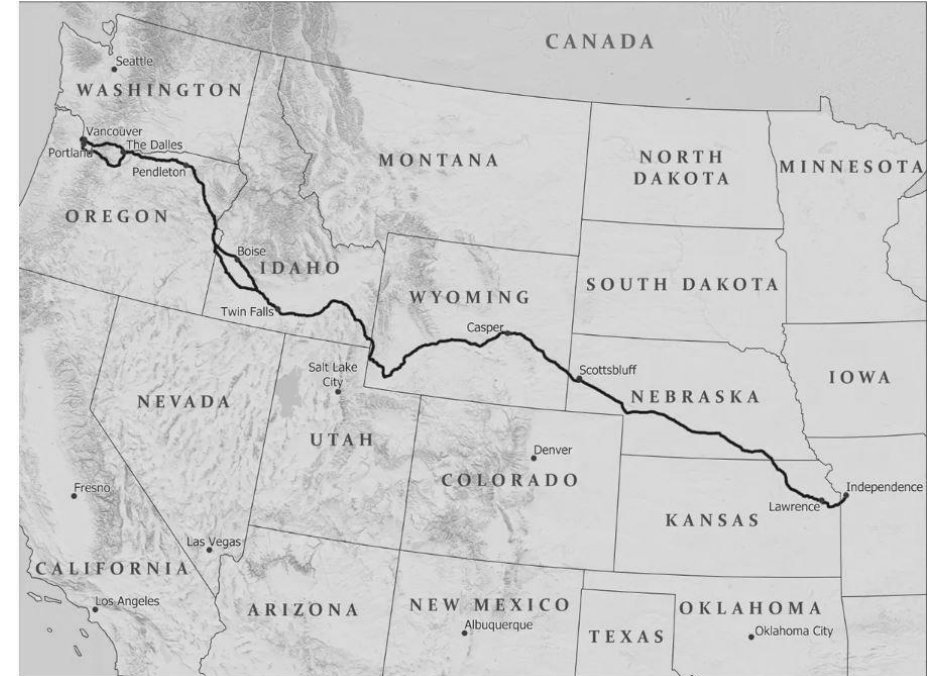 CANADA
Seattle
WASHINGTON
Vancouver
The Dalles
Portland
Pendleton
MONTANA
NORTH
DAKOTA
MINNESOTA
OREGON
Boise
IDAHO
SOUTH DAKOTA
WYOMING
Twin Falls
Casper
Salt Lake
City
Scottsbluff
IOWA
NEBRASKA
NEVADA
UTAH
Denver
COLORADO
Fresno
Independence
Lawrence
KANSAS
Las Vegas
CALIFORNIA
Los Angeles
ARIZONA
NEW MEXICO
OKLAHOMA
Albuquerque
TEXAS
Oklahoma City